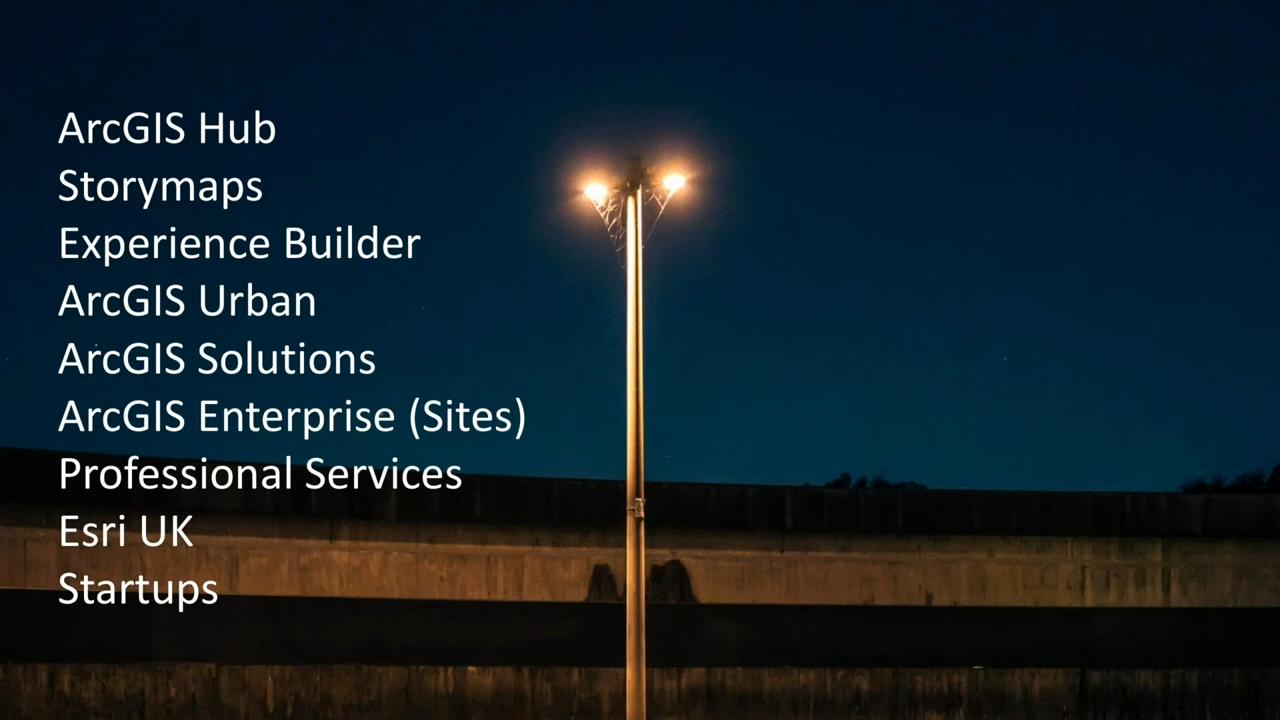 ArcGIS Hub
Storymaps
Experience Builder
ArcGIS Urban
ArcGIS Solutions
ArcGIS Enterprise (Sites)
Professional Services
Esri UK
Startups